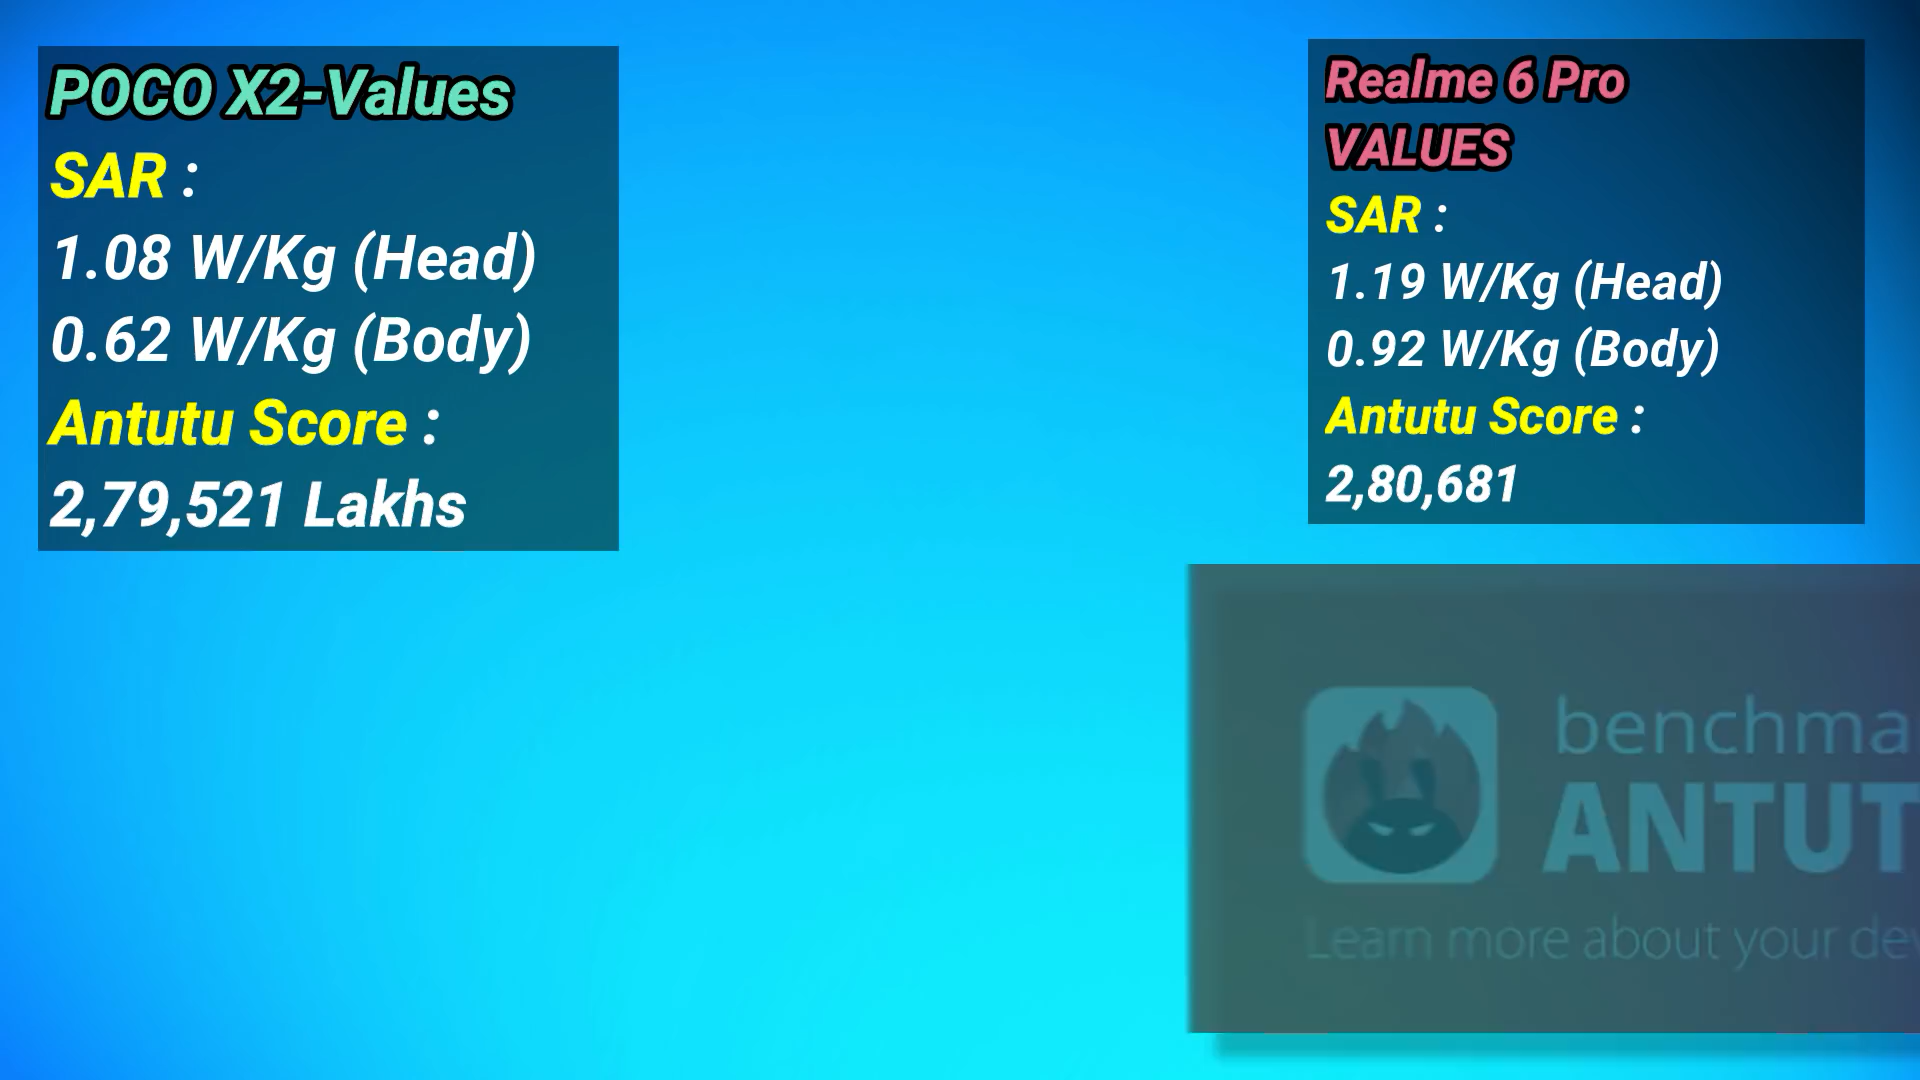 POCO X2-Values
SAR :
1.08 W/Kg (Head)
0.62 W/Kg (Body)
Antutu Score :
2,79,521 Lakhs
Realme 6 Pro
VALUES
SAR :
1.19 W/Kg (Head)
0.92 W/Kg (Body)
Antutu Score :
2,80,681
benchma
ANTUT
Learn more about your dev